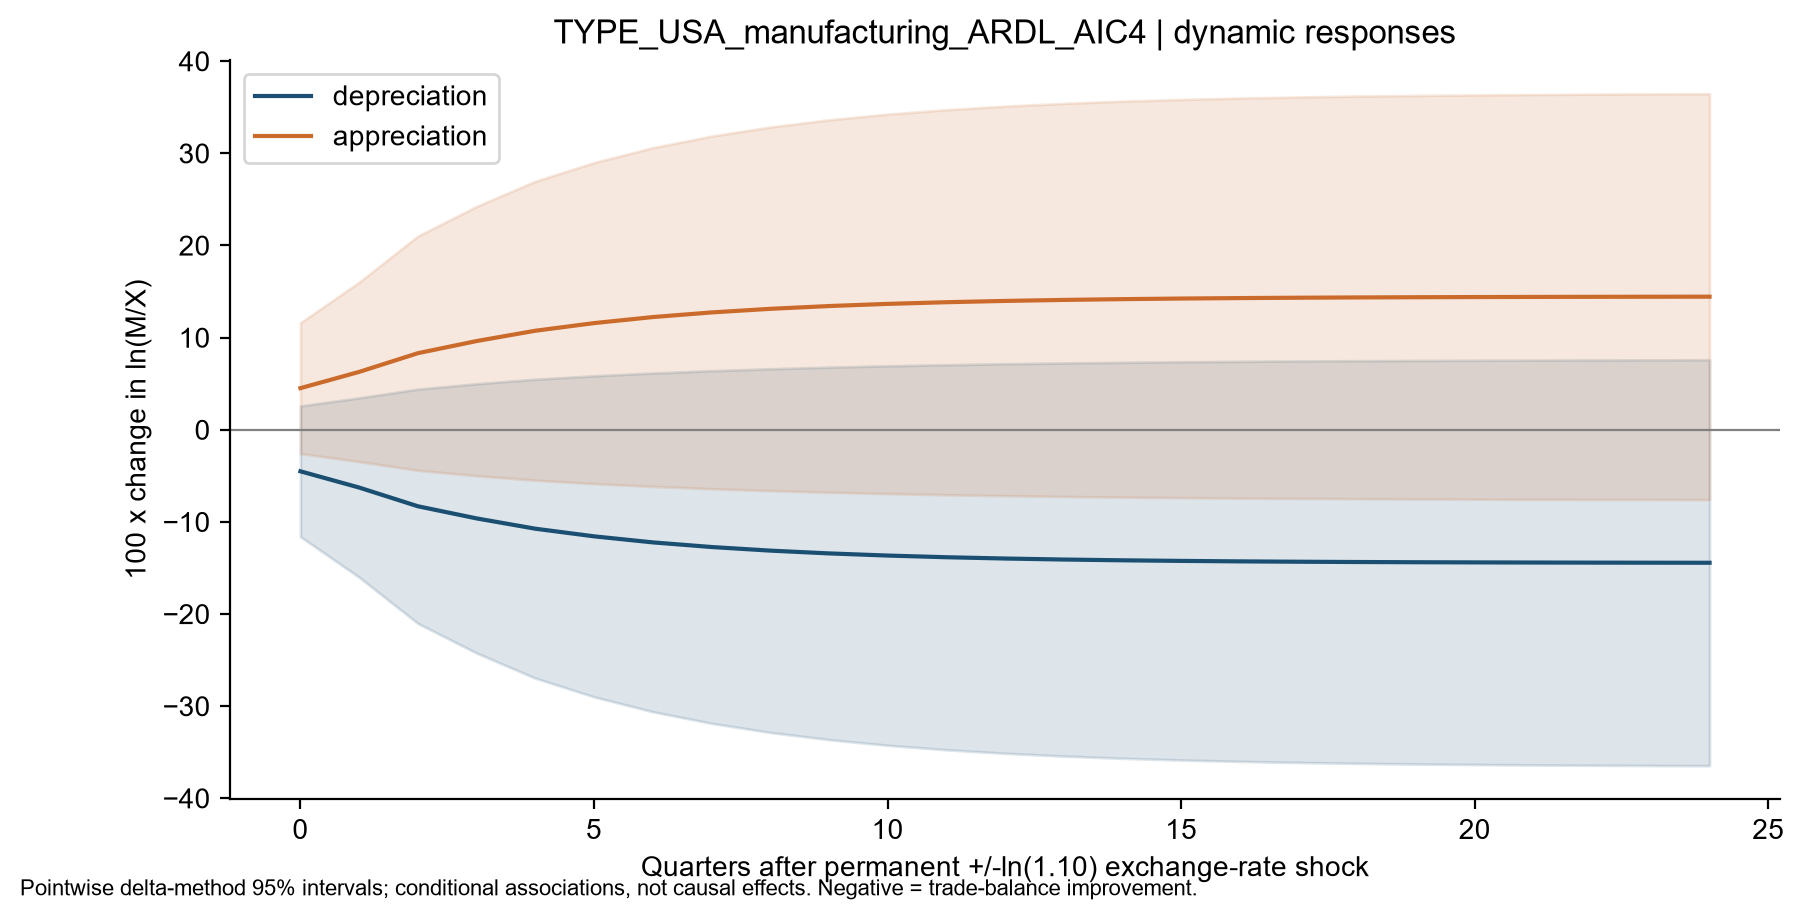 TYPE_USA_manufacturing_ARDL_AIC4 | dynamic responses
depreciation
appreciation
100 x change in ln(M/X)
40
30
20
10
0
−10
−20
−30
−40
0
5
10
15
20
25
Quarters after permanent +/-ln(1.10) exchange-rate shock
Pointwise delta-method 95% intervals; conditional associations, not causal effects. Negative = trade-balance improvement.